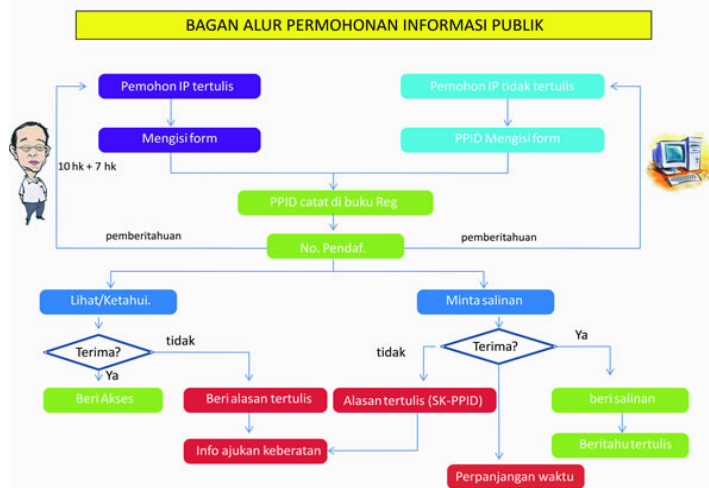 BAGAN ALUR PERMOHONAN INFORMASI PUBLIK
Pemohon IP tertulis
Pemohon IP tidak tertulis
Mengisi form
PPID Mengisi form
10 hk + 7 hk
PPID catat di buku Reg
pemberitahuan
No. Pendaf.
pemberitahuan
Lihat/Ketahui.
Minta salinan
Terima?
tidak
tidak
Terima?
Ya
Ya
Beri Akses
Beri alasan tertulis
Alasan tertulis (SK-PPID)
beri salinan
Info ajukan keberatan
Beritahu tertulis
Perpanjangan waktu